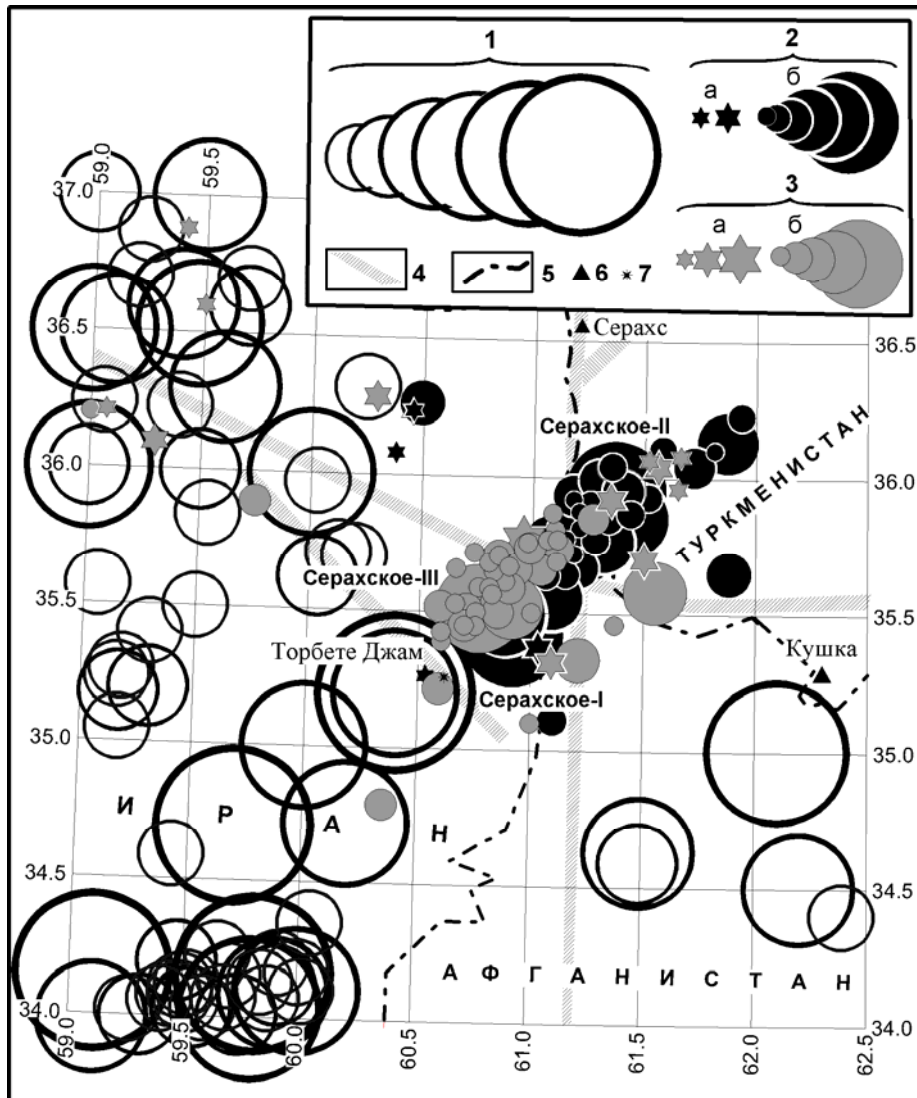 1
2
а
б
3
а
б
4
5
6
7
59.0
59.5
37.0
36.5
36.0
35.5
35.0
34.5
34.0
Серахс
36.5
Серахское-II
ТУРКМЕНИСТАН
36.0
Серахское-III
35.5
Торбете Джам
Кушка
Серахское-I
35.0
ИРАН
34.5
АФГАНИСТАН
34.0
59.0
59.5
60.0
60.5
61.0
61.5
62.0
62.5